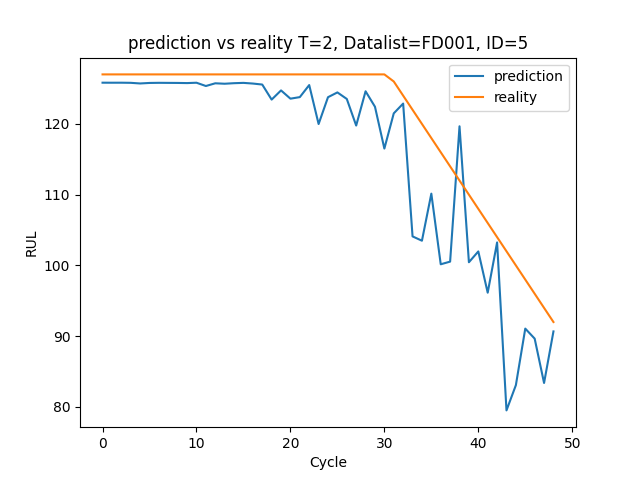 prediction vs reality T=2, Datalist=FD001, ID=5
prediction
reality
120
110
100
90
80
RUL
0 10 20 30 40 50
Cycle